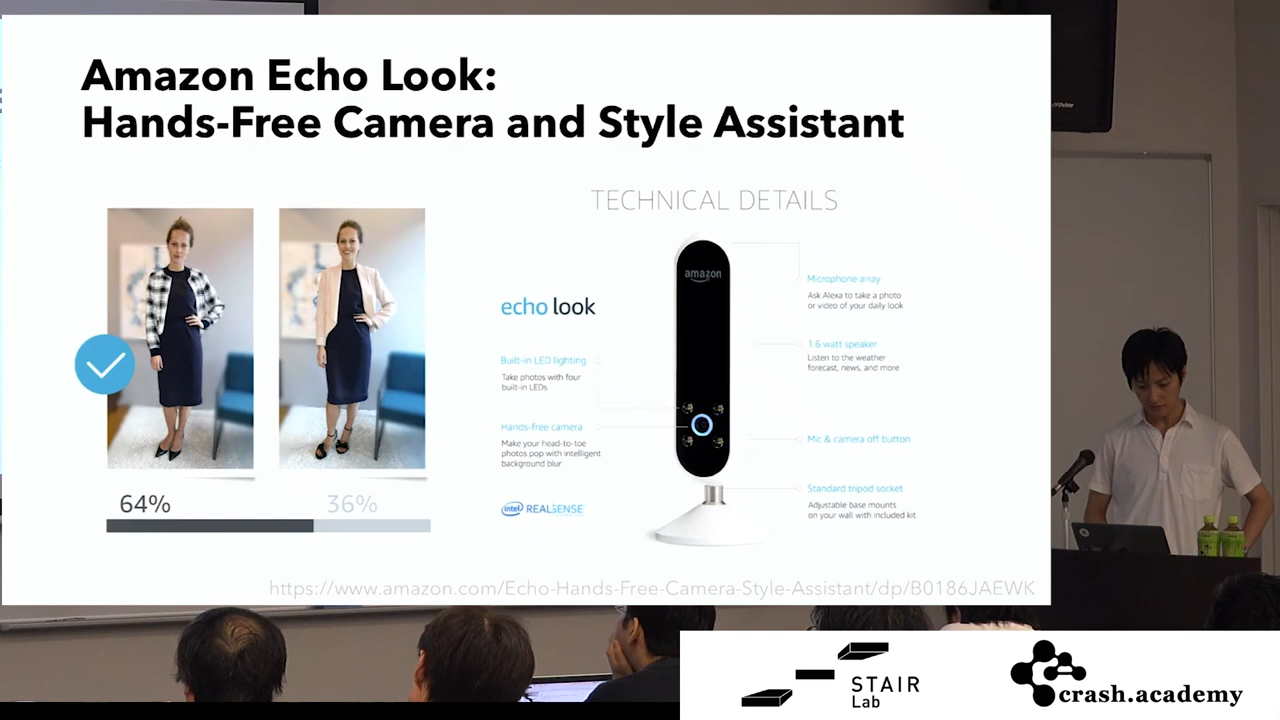 Amazon Echo Look:
Hands-Free Camera and Style Assistant
TECHNICAL DETAILS
amazon
echo look
Microphone array
Ask Alexa to take a photo
or video of your daily look
1.6 watt speaker
Listen to the weather
forecast, news, and more
Built-in LED lighting
Take photos with four
built-in LEDs
Hands-free camera
Make your head-to-toe
photos pop with intelligent
background blur
Mic & camera off button
Standard tripod socket
Adjustable base mounts
on your wall with included kit
intel REALSENSE
64%
36%
https://www.amazon.com/Echo-Hands-Free-Camera-Style-Assistant/dp/B0186JAEWK
STAIR
Lab
crash.academy